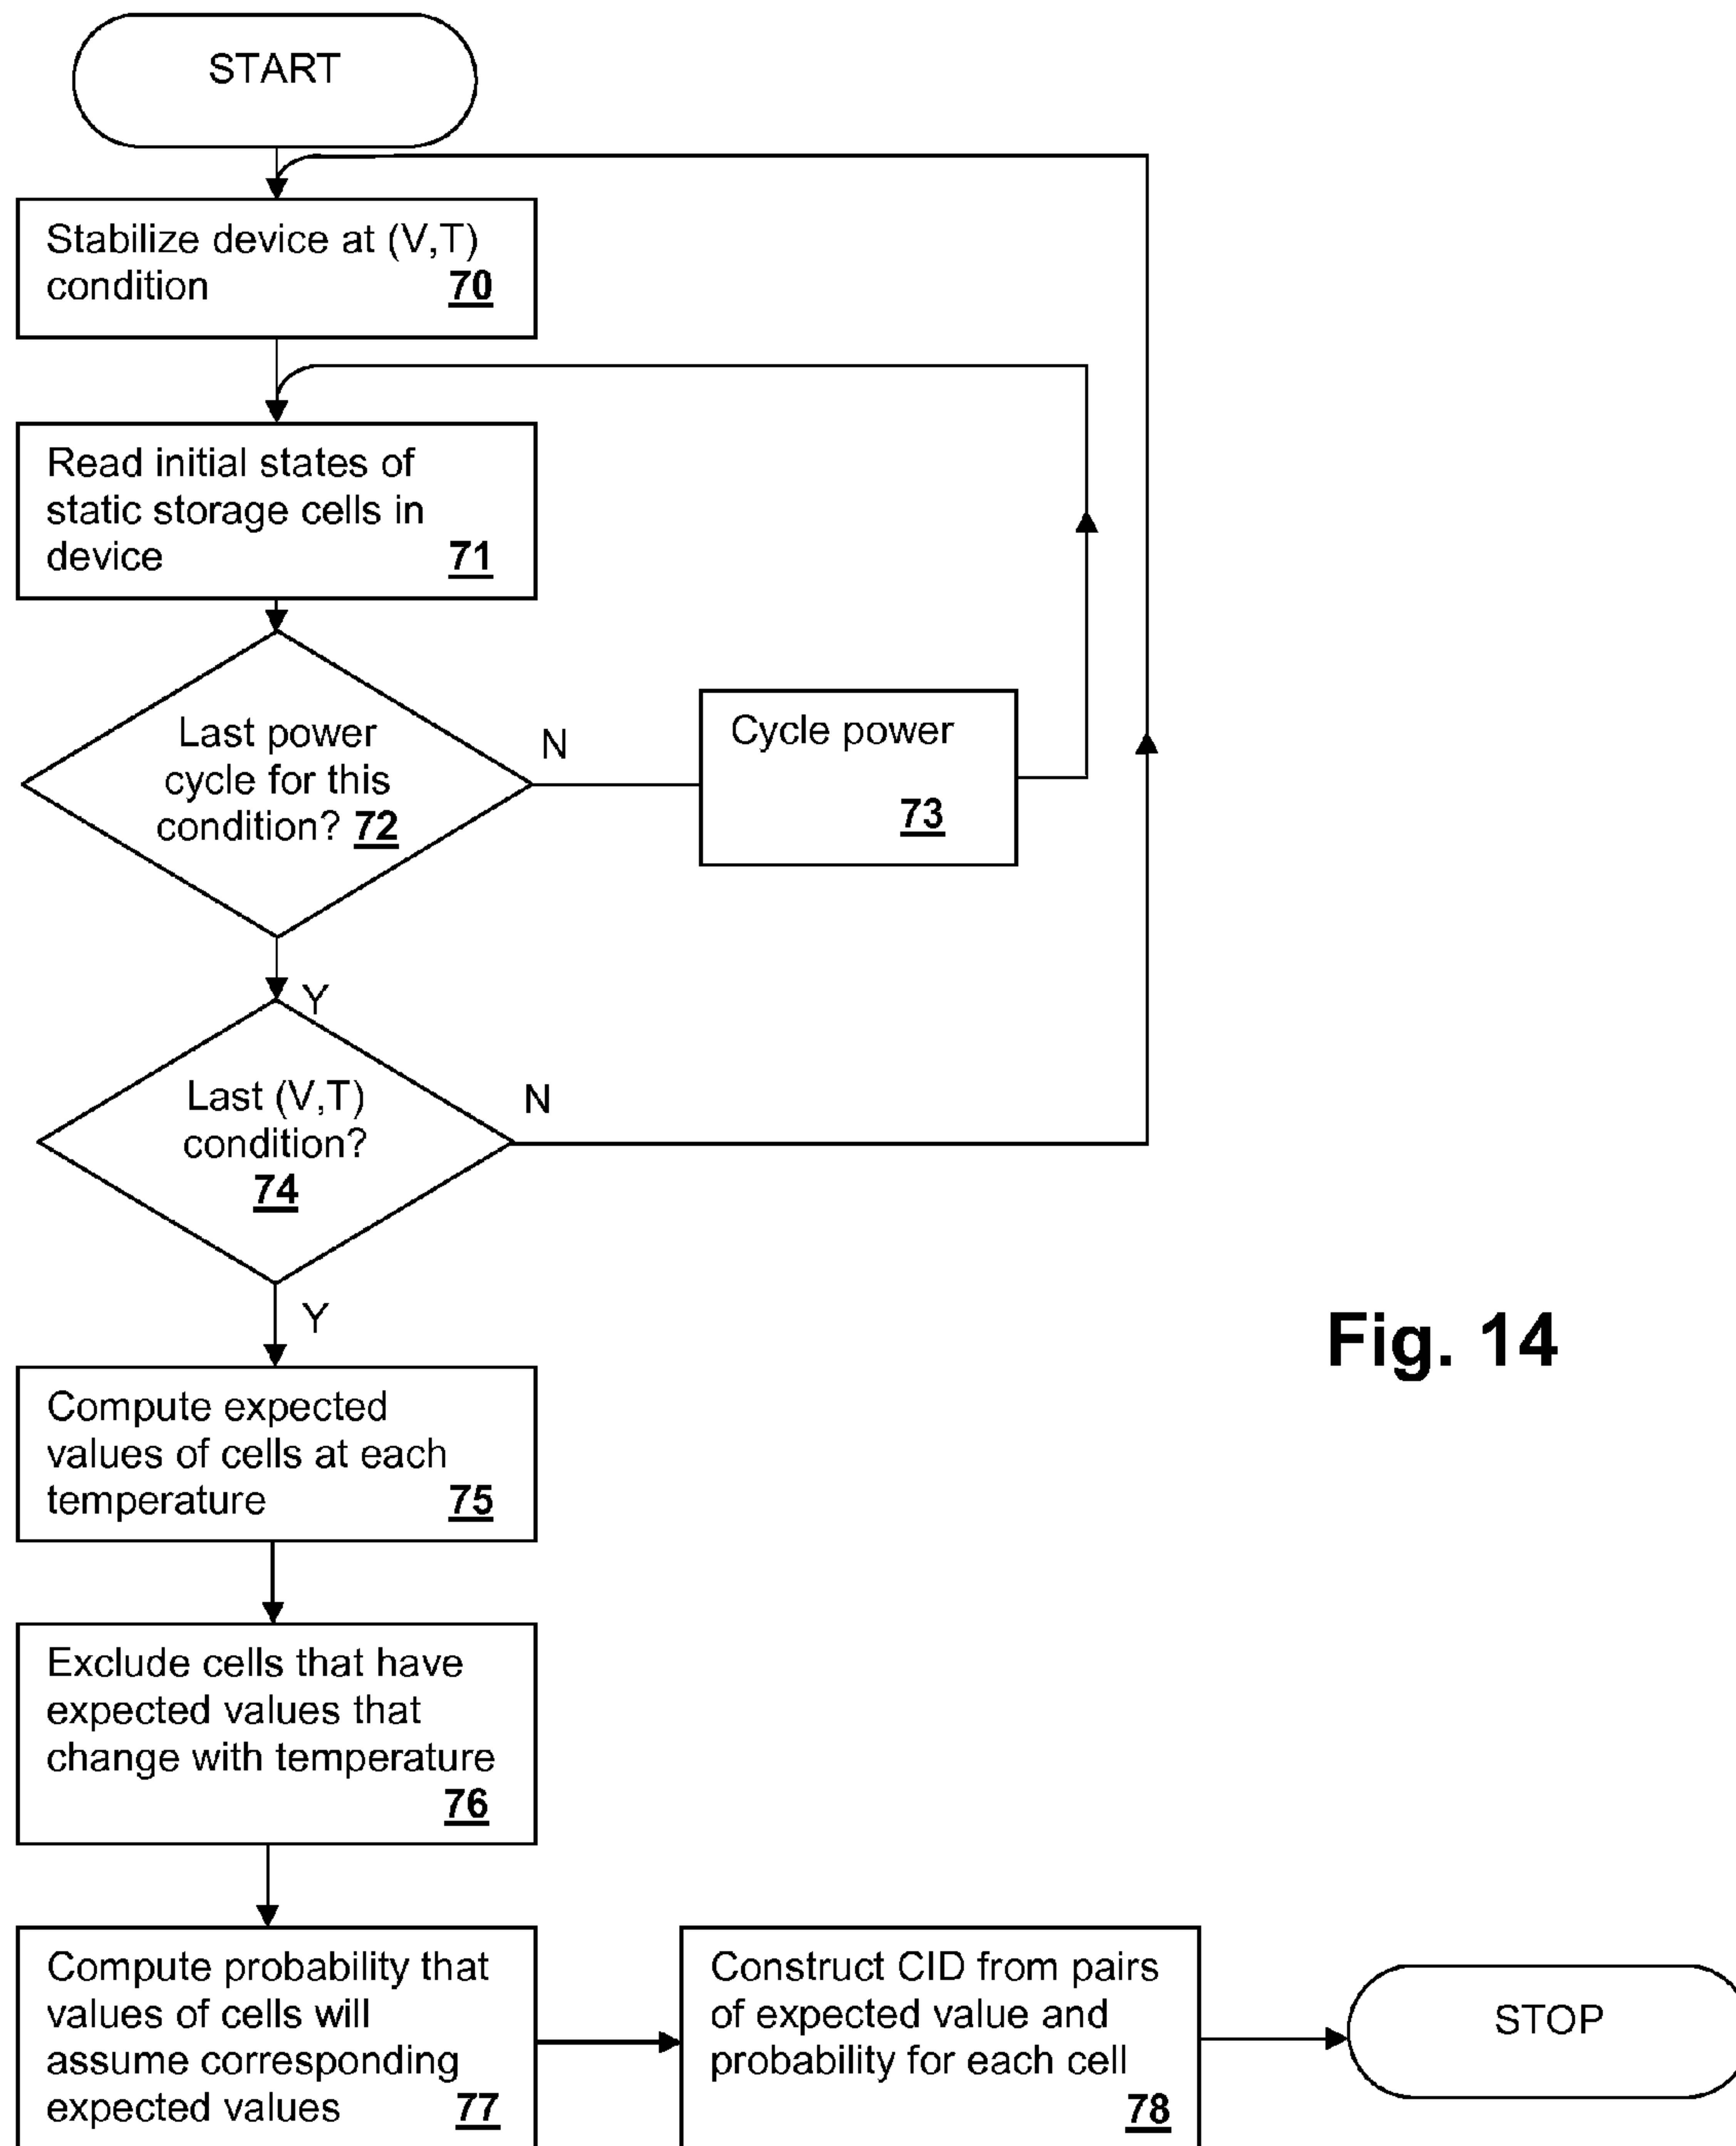 START
Stabilize device at (V,T)
condition 70
Read initial states of
static storage cells in
device 71
Last power
cycle for this
condition? 72
N
Cycle power
73
Y
Last (V,T)
condition?
74
N
Y
Fig. 14
Compute expected
values of cells at each
temperature 75
Exclude cells that have
expected values that
change with temperature
76
Compute probability that
values of cells will
assume corresponding
expected values 77
Construct CID from pairs
of expected value and
probability for each cell
78
STOP